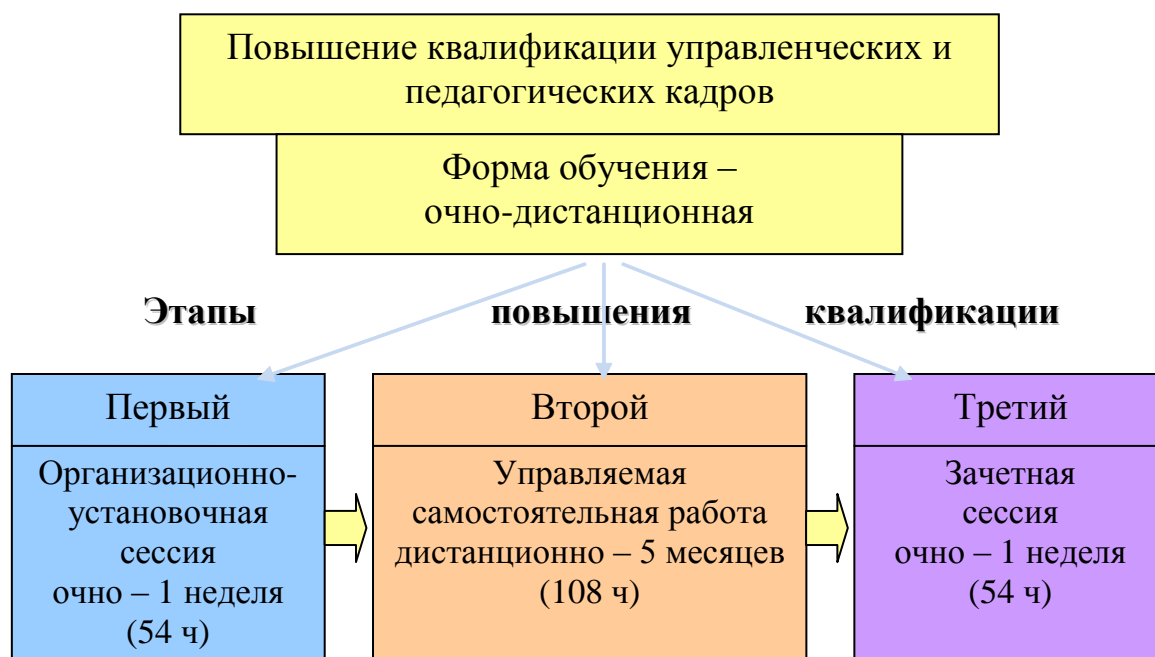 Повышение квалификации управленческих и
педагогических кадров
Форма обучения –
очно-дистанционная
Этапы повышения квалификации
Первый
Организационно-
установочная
сессия
очно – 1 неделя
(54 ч)
Второй
Управляемая
самостоятельная работа
дистанционно – 5 месяцев
(108 ч)
Третий
Зачетная
сессия
очно – 1 неделя
(54 ч)